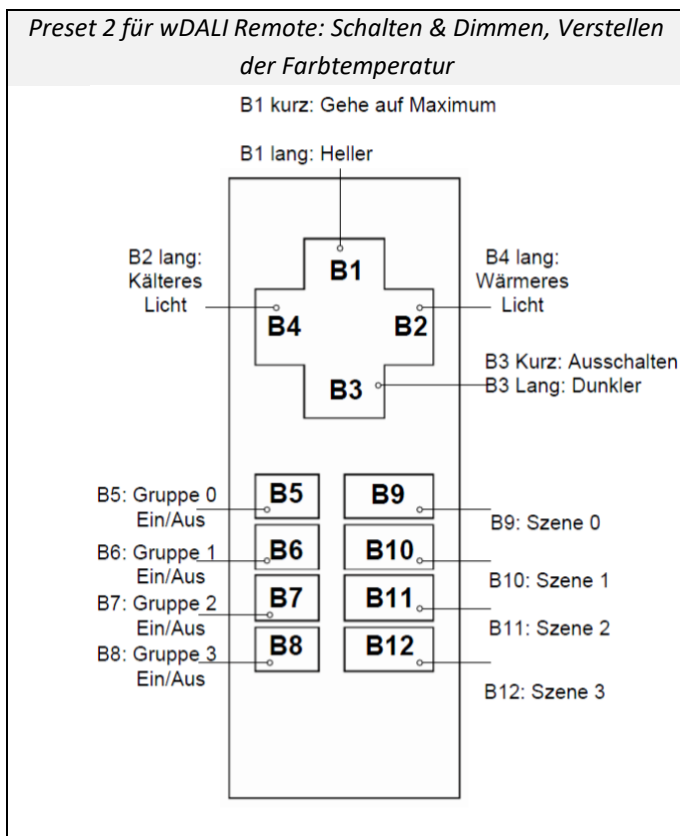 Preset 2 für wDALI Remote: Schalten & Dimmen, Verstellen
der Farbtemperatur
B1 kurz: Gehe auf Maximum
B1 lang: Heller
B2 lang:
Kälteres
Licht
B4 lang:
Wärmeres
Licht
B1
B4
B2
B3
B3 Kurz: Ausschalten
B3 Lang: Dunkler
B5: Gruppe 0
Ein/Aus
B5
B9
B9: Szene 0
B6: Gruppe 1
Ein/Aus
B6
B10
B10: Szene 1
B7: Gruppe 2
Ein/Aus
B7
B11
B11: Szene 2
B8: Gruppe 3
Ein/Aus
B8
B12
B12: Szene 3